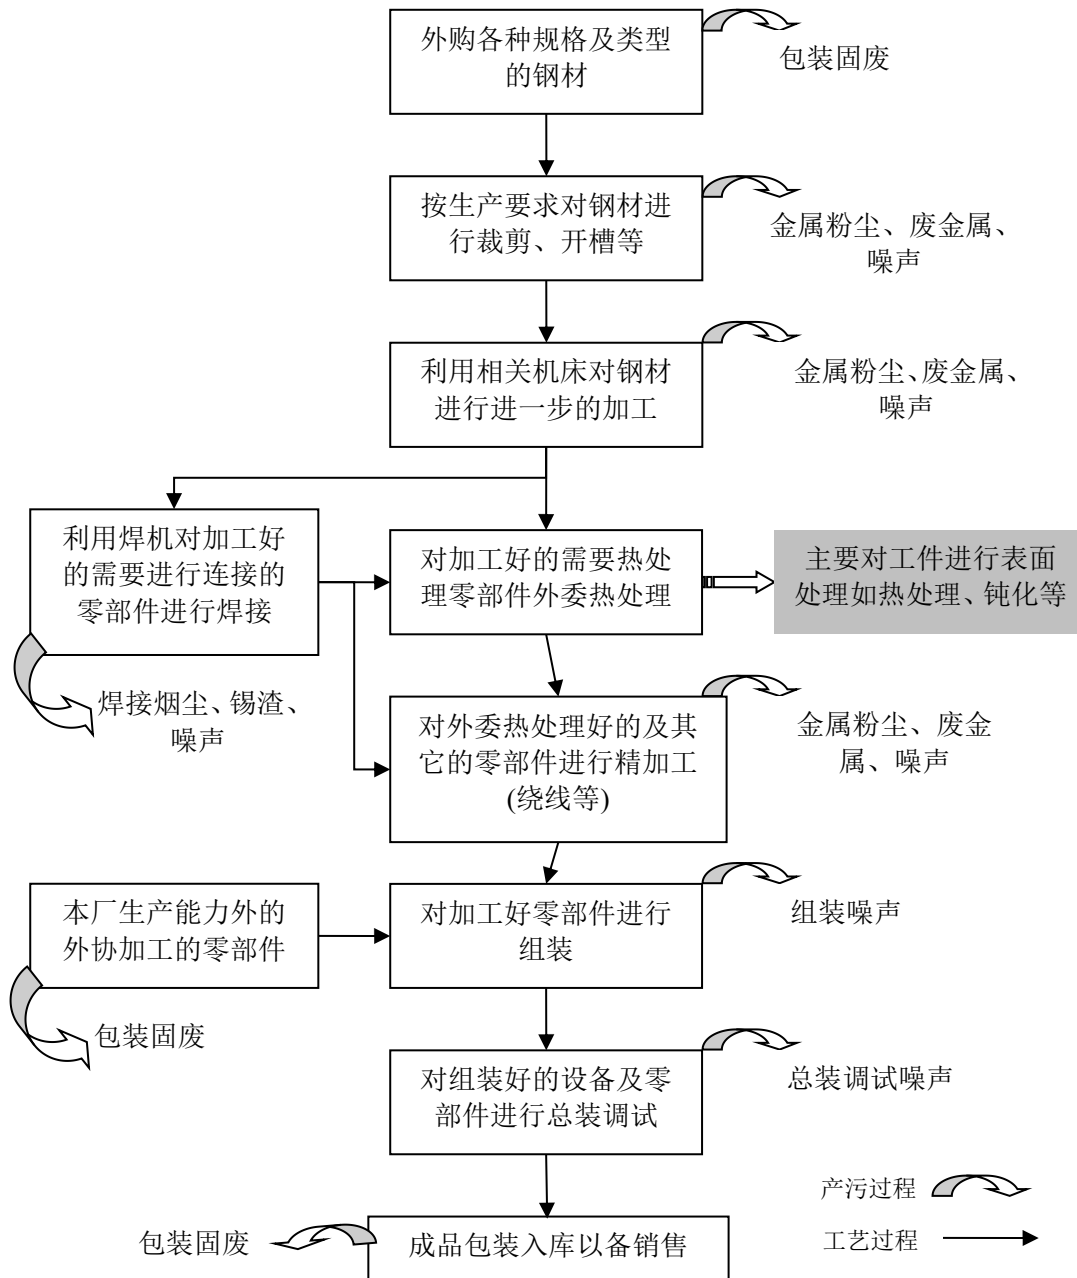 外购各种规格及类型
的钢材
包装固废
按生产要求对钢材进
行裁剪、开槽等
金属粉尘、废金属、
噪声
利用相关机床对钢材
进行进一步的加工
金属粉尘、废金属、
噪声
利用焊机对加工好
的需要进行连接的
零部件进行焊接
对加工好的需要热处
理零部件外委热处理
主要对工件进行表面
处理如热处理、钝化等
焊接烟尘、锡渣、
噪声
对外委热处理好的及其
它的零部件进行精加工
(绕线等)
金属粉尘、废金
属、噪声
本厂生产能力外的
外协加工的零部件
对加工好零部件进行
组装
组装噪声
包装固废
对组装好的设备及零
部件进行总装调试
总装调试噪声
产污过程
包装固废
成品包装入库以备销售
工艺过程